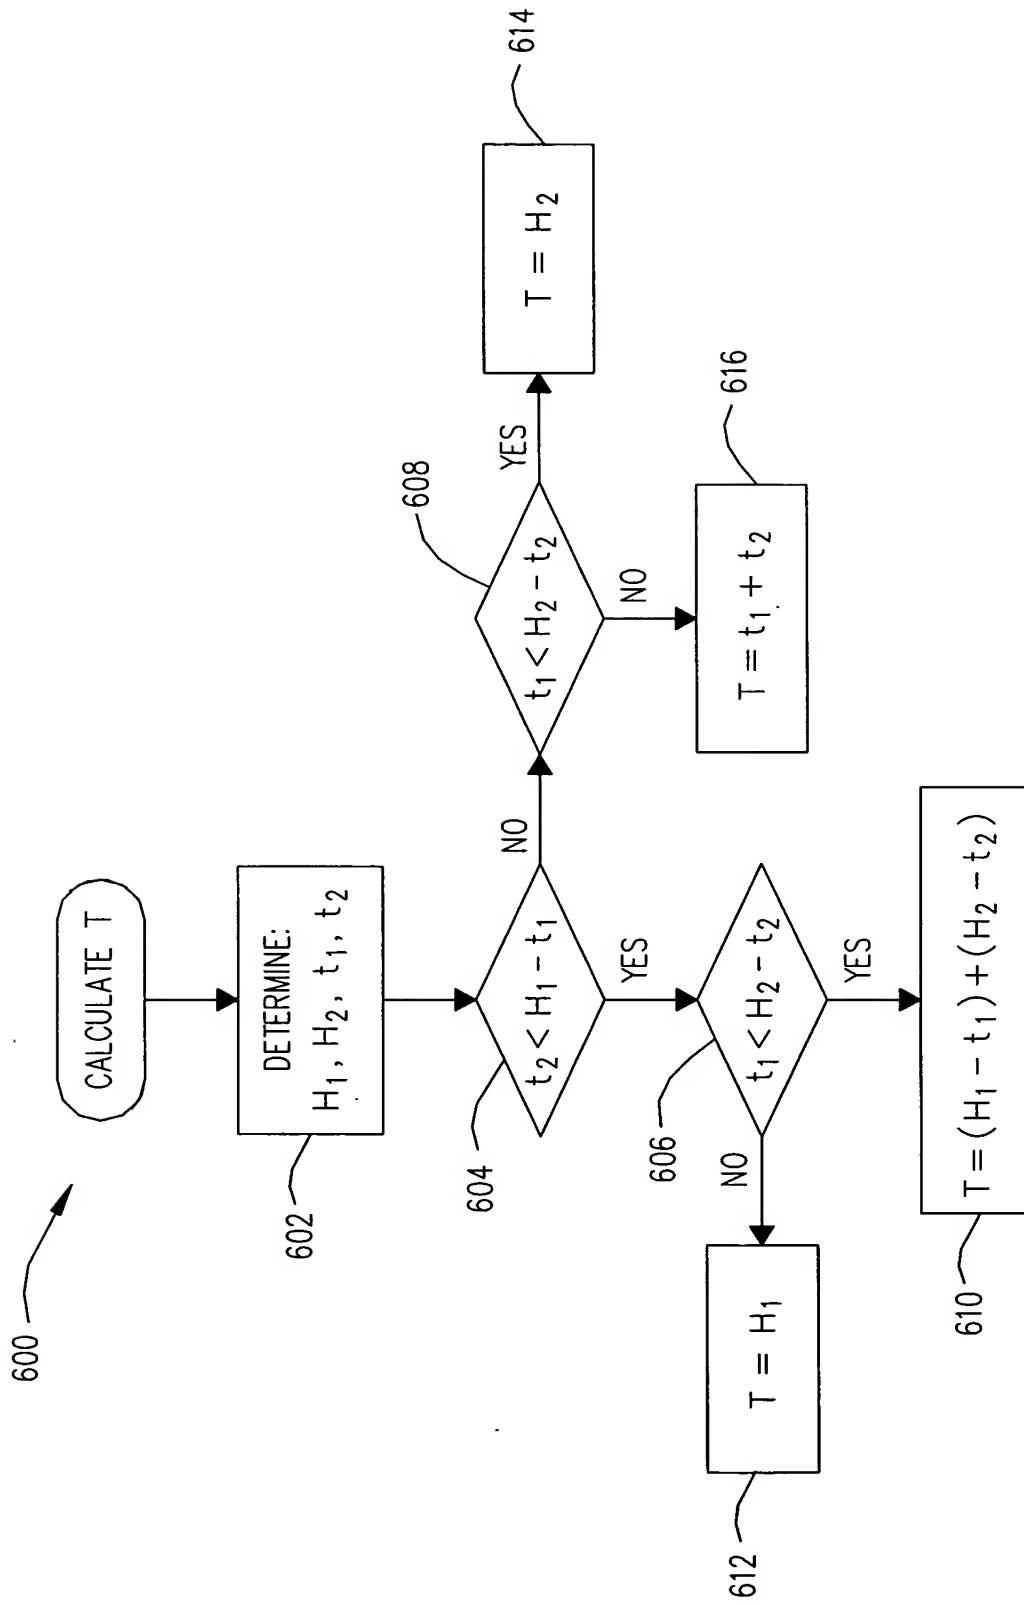 600
CALCULATE T
602
DETERMINE:
H₁, H₂, t₁, t₂
604
t₂ < H₁ - t₁
NO
YES
608
t₁ < H₂ - t₂
YES
T = H₂
614
NO
T = t₁ + t₂
616
606
t₁ < H₂ - t₂
NO
T = H₁
612
YES
T = (H₁ - t₁) + (H₂ - t₂)
610